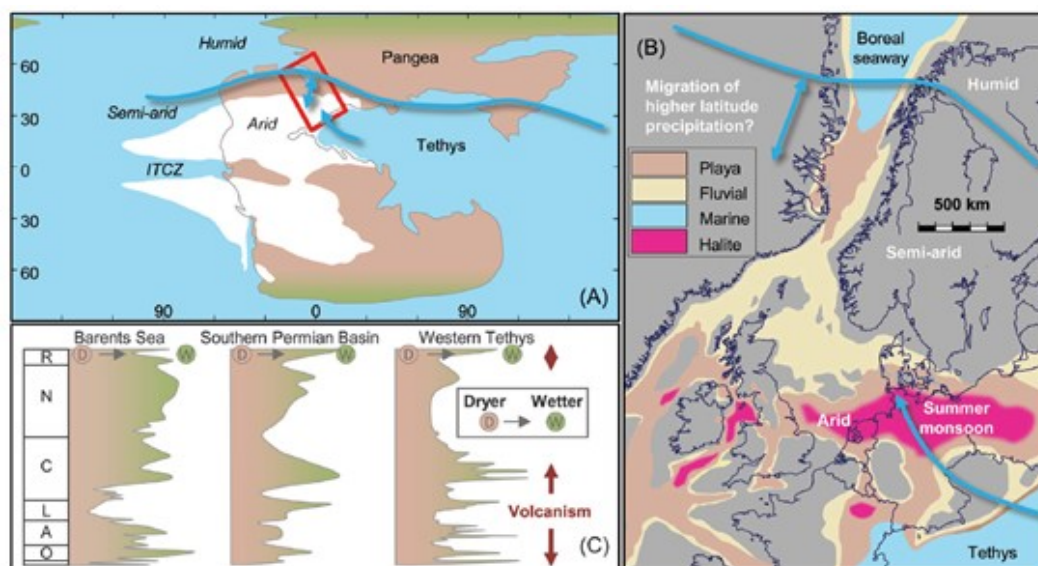 Humid
Pangea
60
Semi-arid
30
Arid
Tethys
ITCZ
0
30
60
90
0
90
(A)
(B)
Boreal
seaway
Humid
Migration of
higher latitude
precipitation?
Playa
Fluvial
Marine
Halite
500 km
Semi-arid
Arid
Summer
monsoon
Tethys
Barents Sea
Southern Permian Basin
Western Tethys
R
D
W
D
W
D
W
N
Dryer
Wetter
D
W
C
L
Volcanism
A
O
(C)